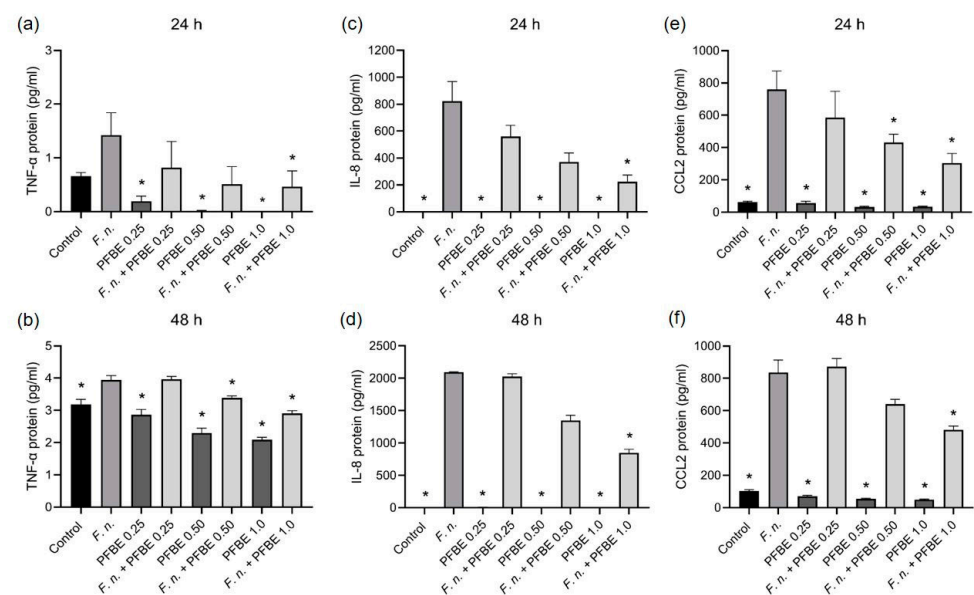 (a)
24 h
TNF-α protein (pg/ml)
3
2
1
0
*
*
*
*
Control
F. n.
PFBE 0.25
F. n. + PFBE 0.25
PFBE 0.50
F. n. + PFBE 0.50
PFBE 1.0
F. n. + PFBE 1.0
(c)
24 h
IL-8 protein (pg/ml)
1200
1000
800
600
400
200
0
*
*
*
*
*
Control
F. n.
PFBE 0.25
F. n. + PFBE 0.25
PFBE 0.50
F. n. + PFBE 0.50
PFBE 1.0
F. n. + PFBE 1.0
(e)
24 h
CCL2 protein (pg/ml)
1000
800
600
400
200
0
*
*
*
*
*
*
Control
F. n.
PFBE 0.25
F. n. + PFBE 0.25
PFBE 0.50
F. n. + PFBE 0.50
PFBE 1.0
F. n. + PFBE 1.0
(b)
48 h
TNF-α protein (pg/ml)
5
4
3
2
1
0
*
*
*
*
*
*
Control
F. n.
PFBE 0.25
F. n. + PFBE 0.25
PFBE 0.50
F. n. + PFBE 0.50
PFBE 1.0
F. n. + PFBE 1.0
(d)
48 h
IL-8 protein (pg/ml)
2500
2000
1500
1000
500
0
*
*
*
*
*
Control
F. n.
PFBE 0.25
F. n. + PFBE 0.25
PFBE 0.50
F. n. + PFBE 0.50
PFBE 1.0
F. n. + PFBE 1.0
(f)
48 h
CCL2 protein (pg/ml)
1000
800
600
400
200
0
*
*
*
*
*
Control
F. n.
PFBE 0.25
F. n. + PFBE 0.25
PFBE 0.50
F. n. + PFBE 0.50
PFBE 1.0
F. n. + PFBE 1.0